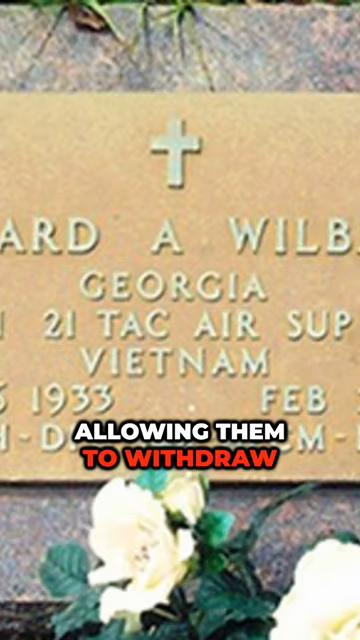 ARD A WILB
GEORGIA
21 TAC AIR SUP
VIETNAM
1933 FEB
ALLOWING THEM
TO WITHDRAW